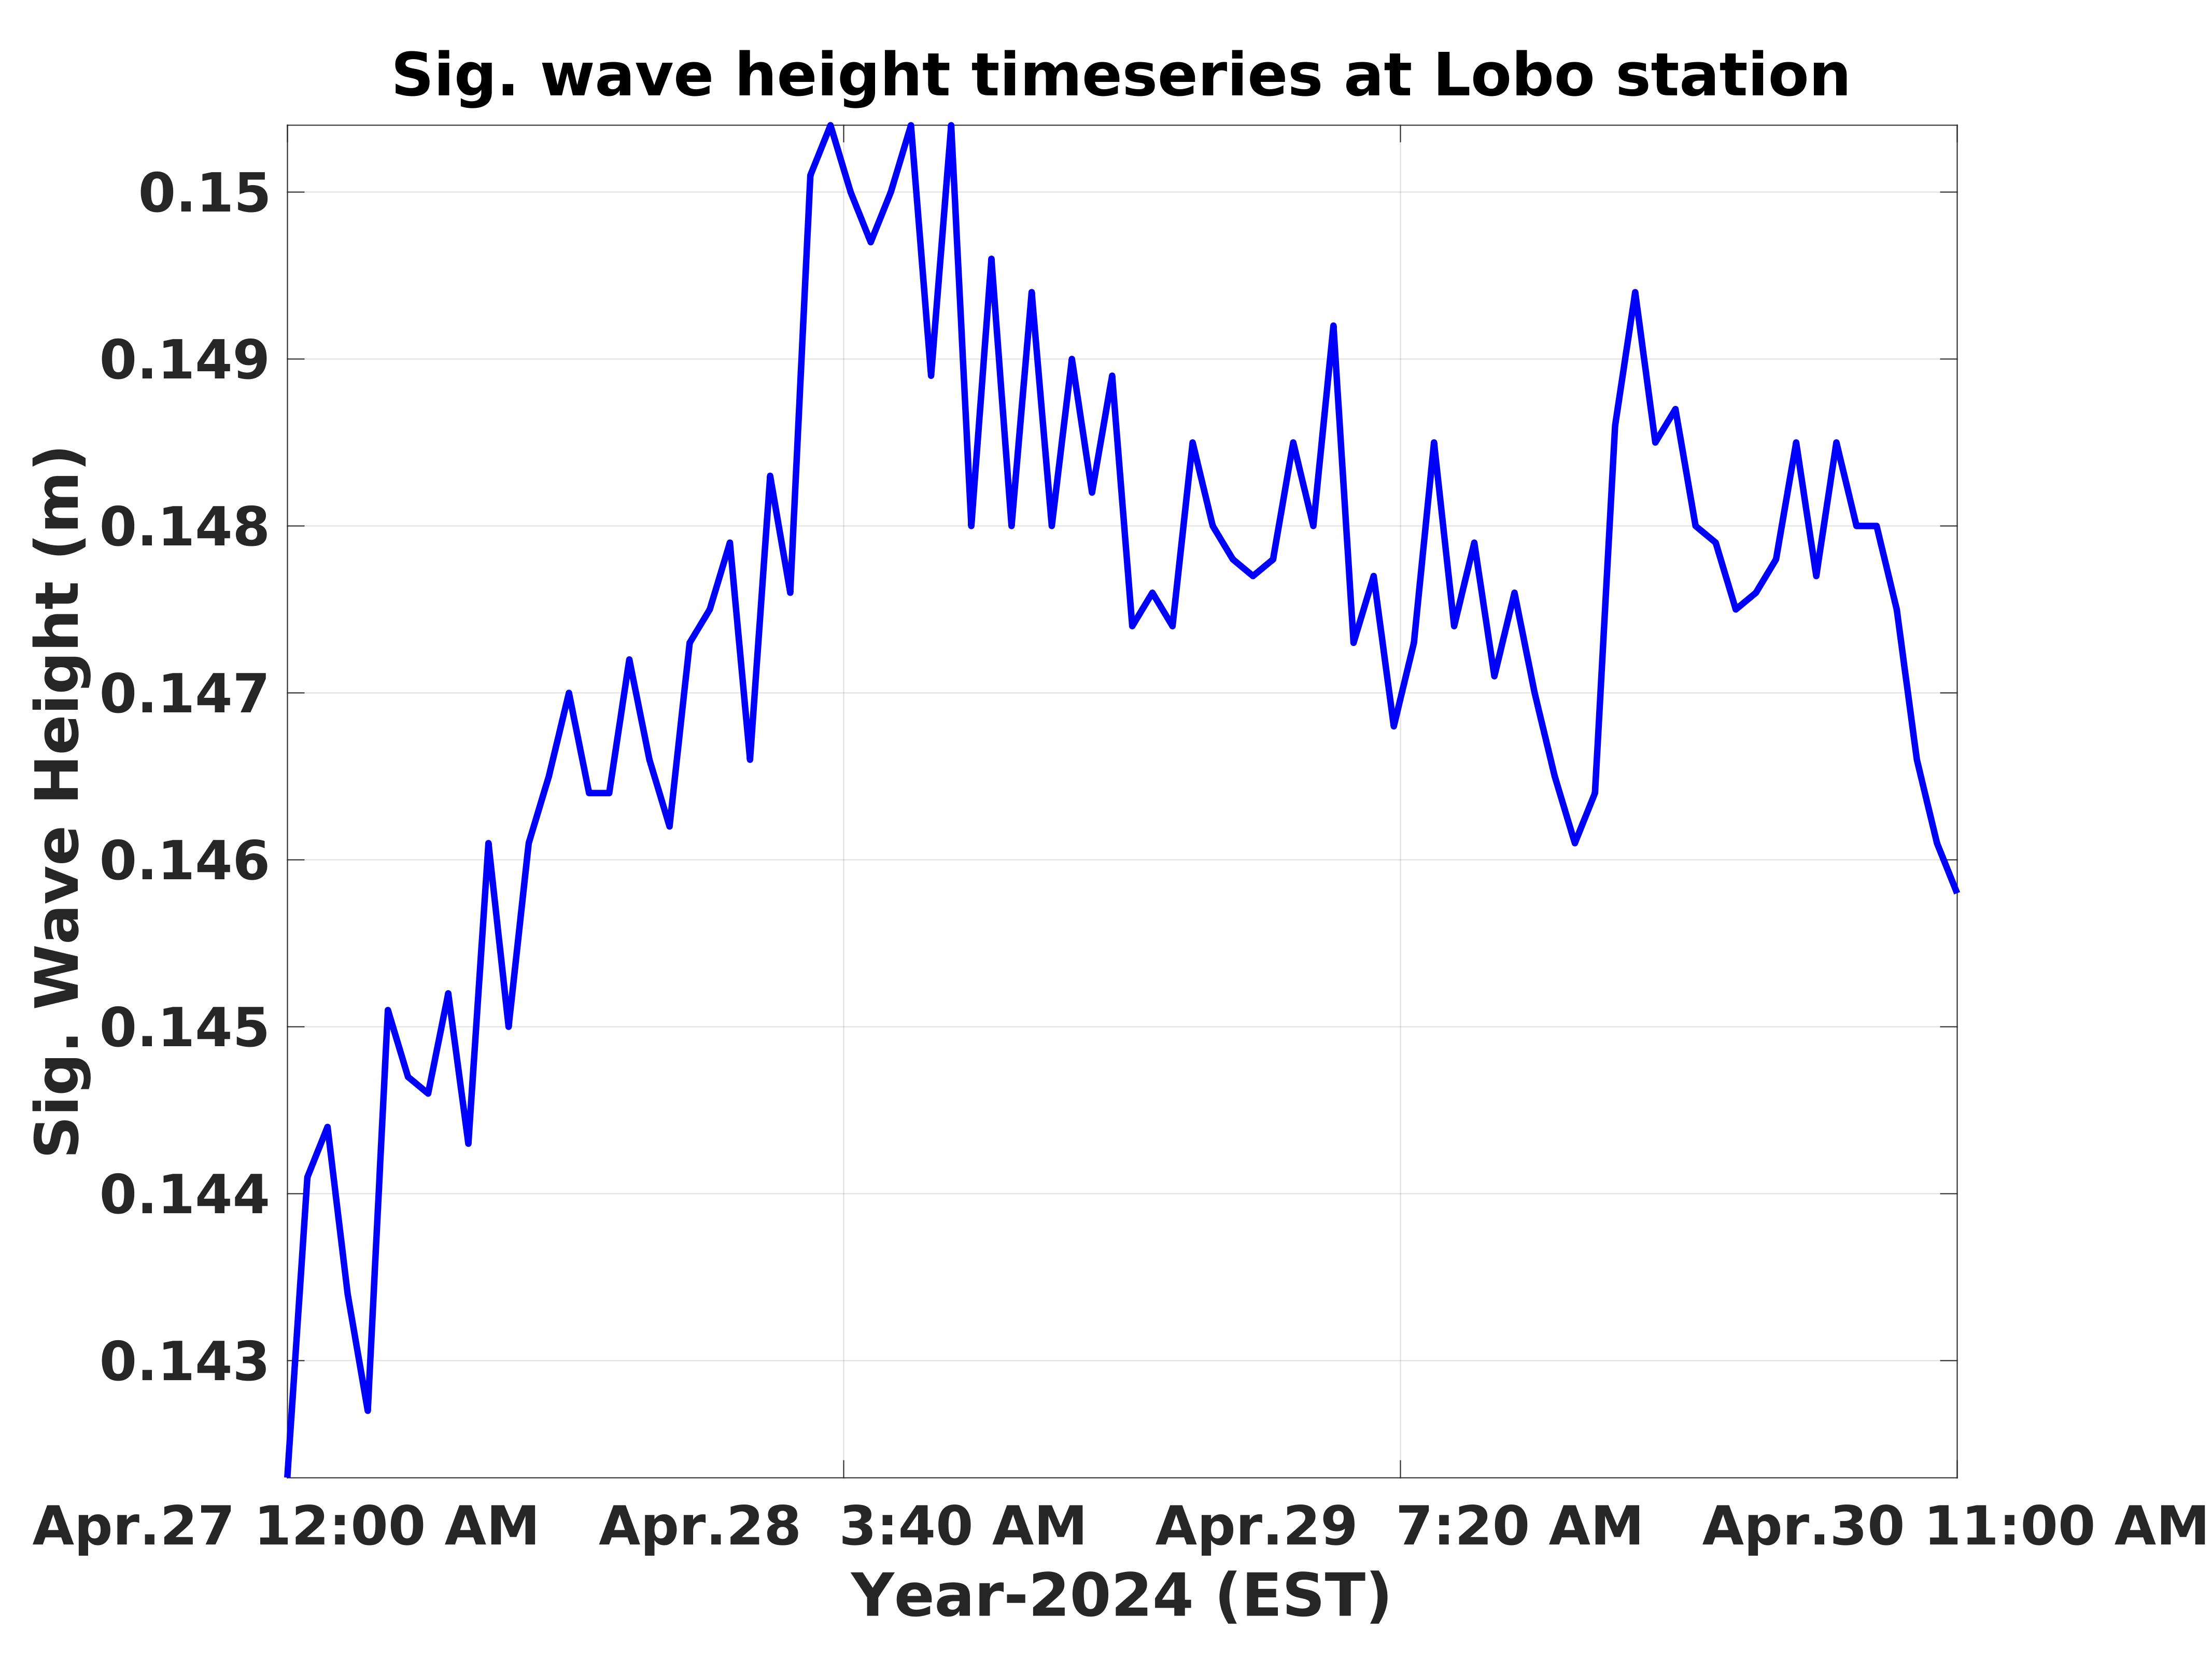 Sig. wave height timeseries at Lobo station
Sig. Wave Height (m)
0.15
0.149
0.148
0.147
0.146
0.145
0.144
0.143
Apr.27 12:00 AM Apr.28 3:40 AM Apr.29 7:20 AM Apr.30 11:00 AM
Year-2024 (EST)